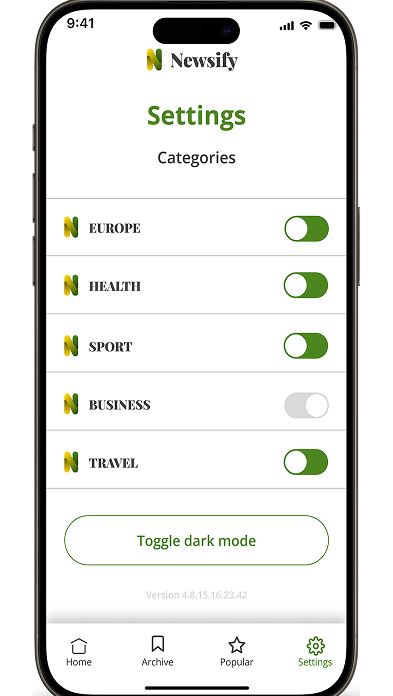 9:41
Newsify
Settings
Categories
EUROPE
HEALTH
SPORT
BUSINESS
TRAVEL
Toggle dark mode
Version 4.8.15.16.23.42
Home
Archive
Popular
Settings